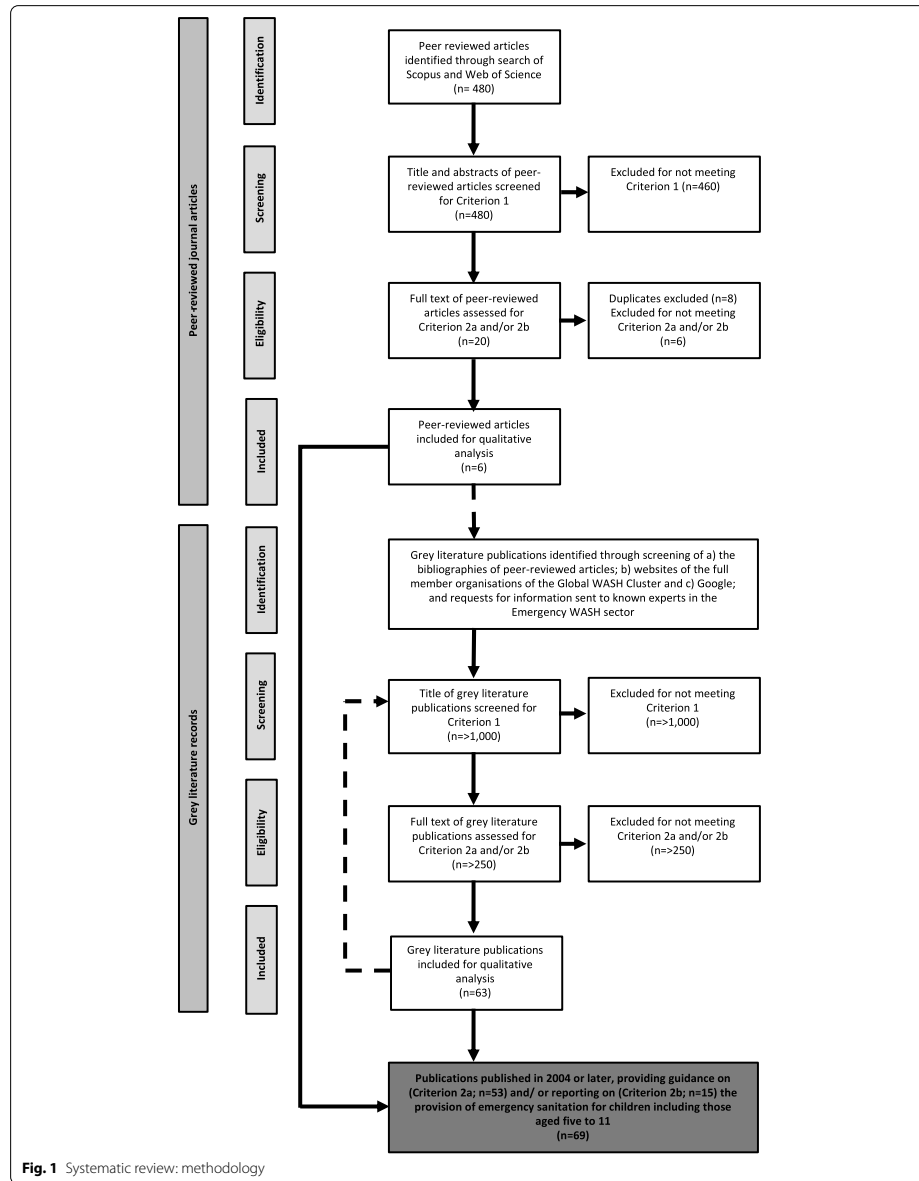 Peer-reviewed journal articles
Identification
Peer reviewed articles
identified through search of
Scopus and Web of Science
(n= 480)
Screening
Title and abstracts of peer-
reviewed articles screened
for Criterion 1
(n=480)
Excluded for not meeting
Criterion 1 (n=460)
Eligibility
Full text of peer-reviewed
articles assessed for
Criterion 2a and/or 2b
(n=20)
Duplicates excluded (n=8)
Excluded for not meeting
Criterion 2a and/or 2b
(n=6)
Included
Peer-reviewed articles
included for qualitative
analysis
(n=6)
Grey literature records
Identification
Grey literature publications identified through screening of a) the
bibliographies of peer-reviewed articles; b) websites of the full
member organisations of the Global WASH Cluster and c) Google;
and requests for information sent to known experts in the
Emergency WASH sector
Screening
Title of grey literature
publications screened for
Criterion 1
(n=>1,000)
Excluded for not meeting
Criterion 1
(n=>1,000)
Eligibility
Full text of grey literature
publications assessed for
Criterion 2a and/or 2b
(n=>250)
Excluded for not meeting
Criterion 2a and/or 2b
(n=>250)
Included
Grey literature publications
included for qualitative
analysis
(n=63)
Publications published in 2004 or later, providing guidance on
(Criterion 2a; n=53) and/ or reporting on (Criterion 2b; n=15) the
provision of emergency sanitation for children including those
aged five to 11
(n=69)
Fig. 1 Systematic review: methodology